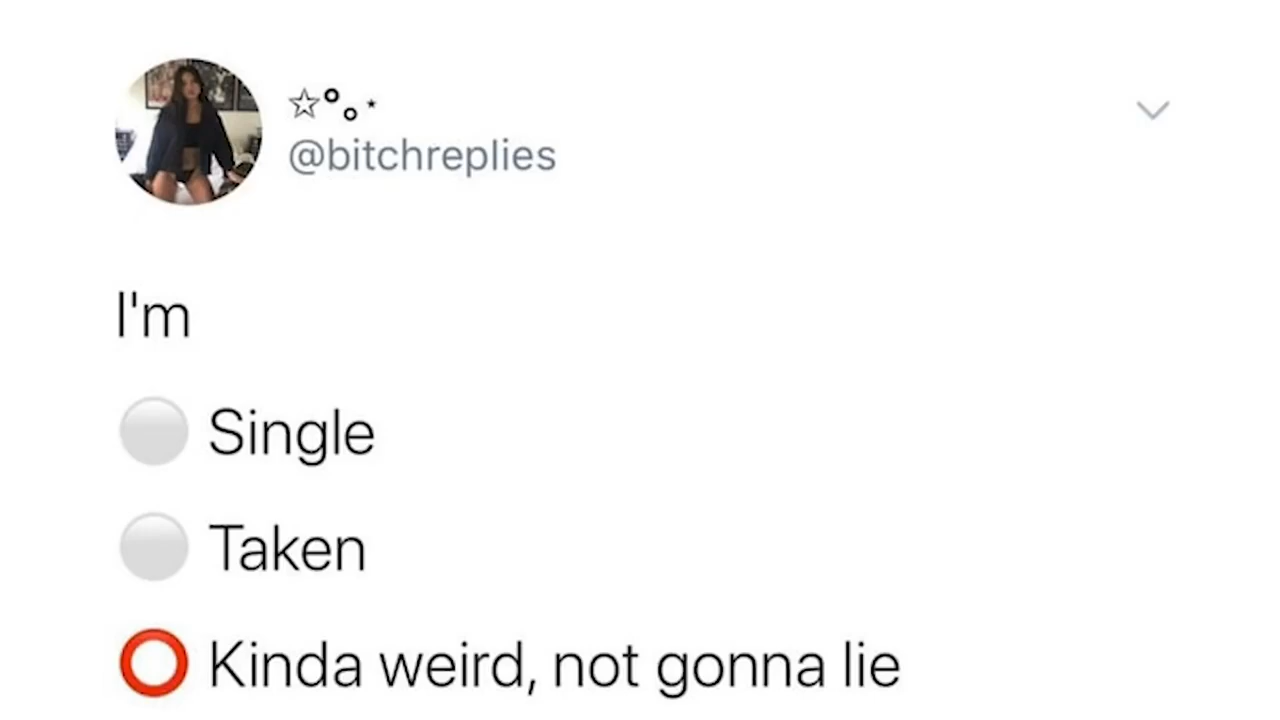 ☆°。⋆
@bitchreplies
I'm
⚪ Single
⚪ Taken
⭕ Kinda weird, not gonna lie